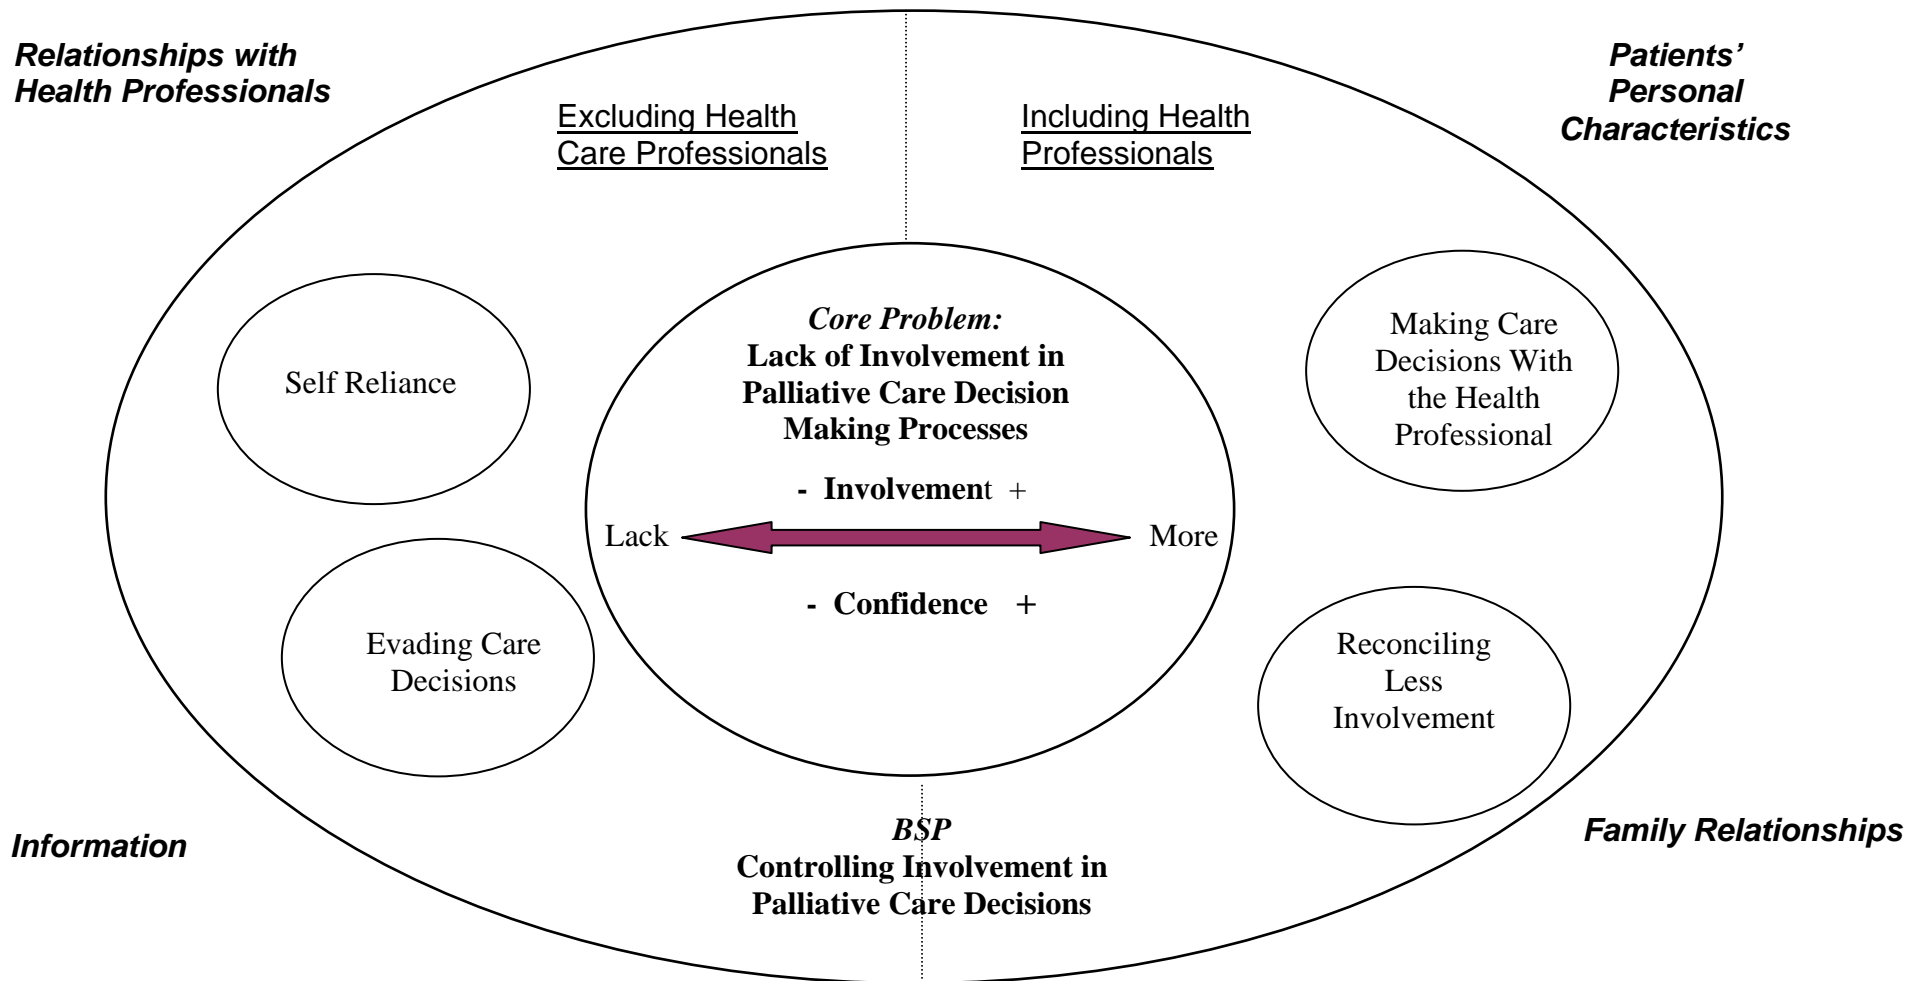 Relationships with
Health Professionals
Patients’
Personal
Characteristics
Excluding Health
Care Professionals
Including Health
Professionals
Self Reliance
Evading Care
Decisions
Core Problem:
Lack of Involvement in
Palliative Care Decision
Making Processes
- Involvement +
Lack
More
- Confidence +
Making Care
Decisions With
the Health
Professional
Reconciling
Less
Involvement
Information
BSP
Controlling Involvement in
Palliative Care Decisions
Family Relationships